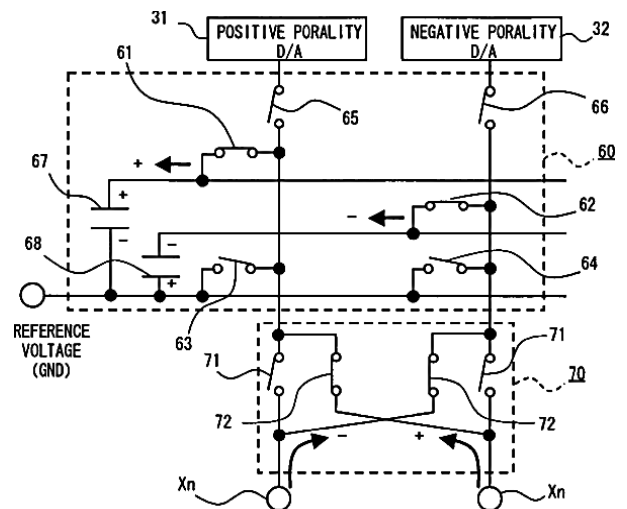 31
POSITIVE PORALITY
D/A
NEGATIVE PORALITY
D/A
32
61
65
66
60
67
+
+
-
62
-
-
68
+
63
64
REFERENCE
VOLTAGE
(GND)
71
71
70
72
72
-
+
Xn
Xn